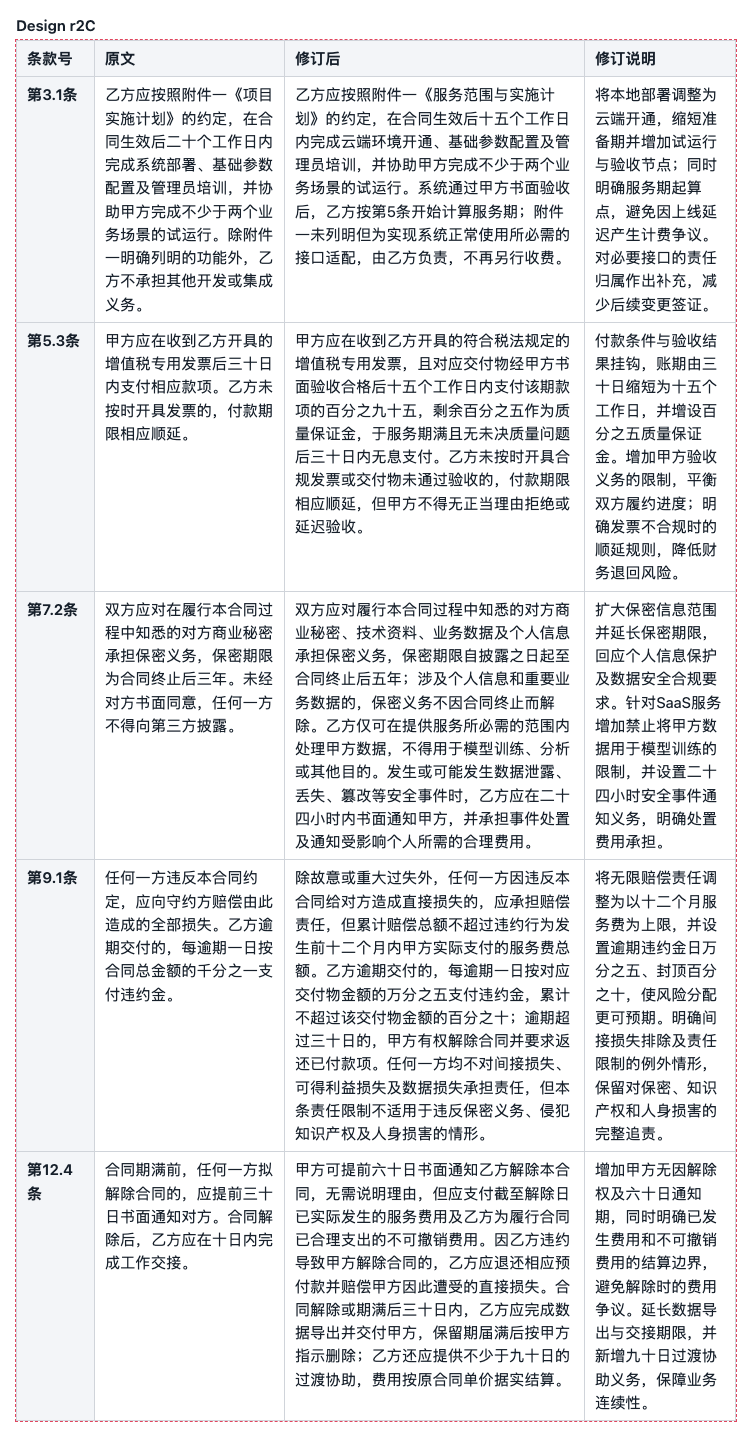 Design r2C
条款号
原文
修订后
修订说明
第3.1条
乙方应按照附件一《项目
实施计划》的约定，在合
同生效后二十个工作日内
完成系统部署、基础参数
配置及管理员培训，并协
助甲方完成不少于两个业
务场景的试运行。除附件
一明确列明的功能外，乙
方不承担其他开发或集成
义务。
乙方应按照附件一《服务范围与实施计
划》的约定，在合同生效后十五个工作日
内完成云端环境开通、基础参数配置及管
理员培训，并协助甲方完成不少于两个业
务场景的试运行。系统通过甲方书面验收
后，乙方按第5条开始计算服务期；附件
一未列明但为实现系统正常使用所必需的
接口适配，由乙方负责，不再另行收费。
将本地部署调整为
云端开通，缩短准
备期并增加试运行
与验收节点；同时
明确服务期起算
点，避免因上线延
迟产生计费争议。
对必要接口的责任
归属作出补充，减
少后续变更签证。
第5.3条
甲方应在收到乙方开具的
增值税专用发票后三十日
内支付相应款项。乙方未
按时开具发票的，付款期
限相应顺延。
甲方应在收到乙方开具的符合税法规定的
增值税专用发票，且对应交付物经甲方书
面验收合格后十五个工作日内支付该期款
项的百分之九十五，剩余百分之五作为质
量保证金，于服务期满且无未决质量问题
后三十日内无息支付。乙方未按时开具合
规发票或交付物未通过验收的，付款期限
相应顺延，但甲方不得无正当理由拒绝或
延迟验收。
付款条件与验收结
果挂钩，账期由三
十日缩短为十五个
工作日，并增设百
分之五质量保证
金。增加甲方验收
义务的限制，平衡
双方履约进度；明
确发票不合规时的
顺延规则，降低财
务退回风险。
第7.2条
双方应对在履行本合同过
程中知悉的对方商业秘密
承担保密义务，保密期限
为合同终止后三年。未经
对方书面同意，任何一方
不得向第三方披露。
双方应对履行本合同过程中知悉的对方商
业秘密、技术资料、业务数据及个人信息
承担保密义务，保密期限自披露之日起至
合同终止后五年；涉及个人信息和重要业
务数据的，保密义务不因合同终止而解
除。乙方仅可在提供服务所必需的范围内
处理甲方数据，不得用于模型训练、分析
或其他目的。发生或可能发生数据泄露、
丢失、篡改等安全事件时，乙方应在二十
四小时内书面通知甲方，并承担事件处置
及通知受影响个人所需的合理费用。
扩大保密信息范围
并延长保密期限，
回应个人信息保护
及数据安全合规要
求。针对SaaS服务
增加禁止将甲方数
据用于模型训练的
限制，并设置二十
四小时安全事件通
知义务，明确处置
费用承担。
第9.1条
任何一方违反本合同约
定，应向守约方赔偿由此
造成的全部损失。乙方逾
期交付的，每逾期一日按
合同总金额的千分之一支
付违约金。
除故意或重大过失外，任何一方因违反本
合同给对方造成直接损失的，应承担赔偿
责任，但累计赔偿总额不超过违约行为发
生前十二个月内甲方实际支付的服务费总
额。乙方逾期交付的，每逾期一日按对应
交付物金额的万分之五支付违约金，累计
不超过该交付物金额的百分之十；逾期超
过三十日的，甲方有权解除合同并要求返
还已付款项。任何一方均不对间接损失、
可得利益损失及数据损失承担责任，但本
条责任限制不适用于违反保密义务、侵犯
知识产权及人身损害的情形。
将无限赔偿责任调
整为以十二个月服
务费为上限，并设
置逾期违约金日万
分之五、封顶百分
之十，使风险分配
更可预期。明确间
接损失排除及责任
限制的例外情形，
保留对保密、知识
产权和人身损害的
完整追责。
第12.4
条
合同期满前，任何一方拟
解除合同的，应提前三十
日书面通知对方。合同解
除后，乙方应在十日内完
成工作交接。
甲方可提前六十日书面通知乙方解除本合
同，无需说明理由，但应支付截至解除日
已实际发生的服务费用及乙方为履行合同
已合理支出的不可撤销费用。因乙方违约
导致甲方解除合同的，乙方应退还相应预
付款并赔偿甲方因此遭受的直接损失。合
同解除或期满后三十日内，乙方应完成数
据导出并交付甲方，保留期届满后按甲方
指示删除；乙方还应提供不少于九十日的
过渡协助，费用按原合同单价据实结算。
增加甲方无因解除
权及六十日通知
期，同时明确已发
生费用和不可撤销
费用的结算边界，
避免解除时的费用
争议。延长数据导
出与交接期限，并
新增九十日过渡协
助义务，保障业务
连续性。